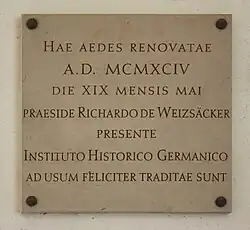 HAE AEDES RENOVATAE
A.D. MCMXCIV
DIE XIX MENSIS MAI
PRAESIDE RICHARDO DE WEIZSÄCKER
PRESENTE
INSTITUTO HISTORICO GERMANICO
AD USUM FELICITER TRADITAE SUNT